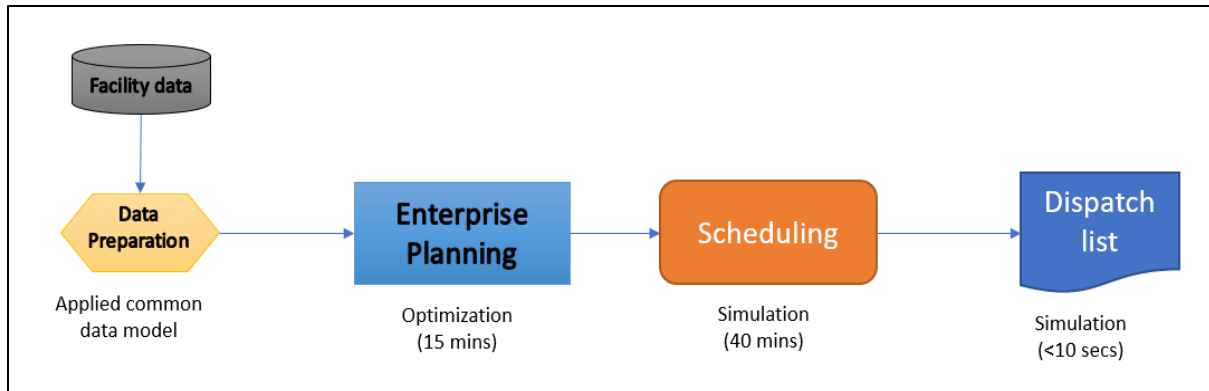 Facility data
Data
Preparation
Applied common
data model
Enterprise
Planning
Optimization
(15 mins)
Scheduling
Simulation
(40 mins)
Dispatch
list
Simulation
(<10 secs)